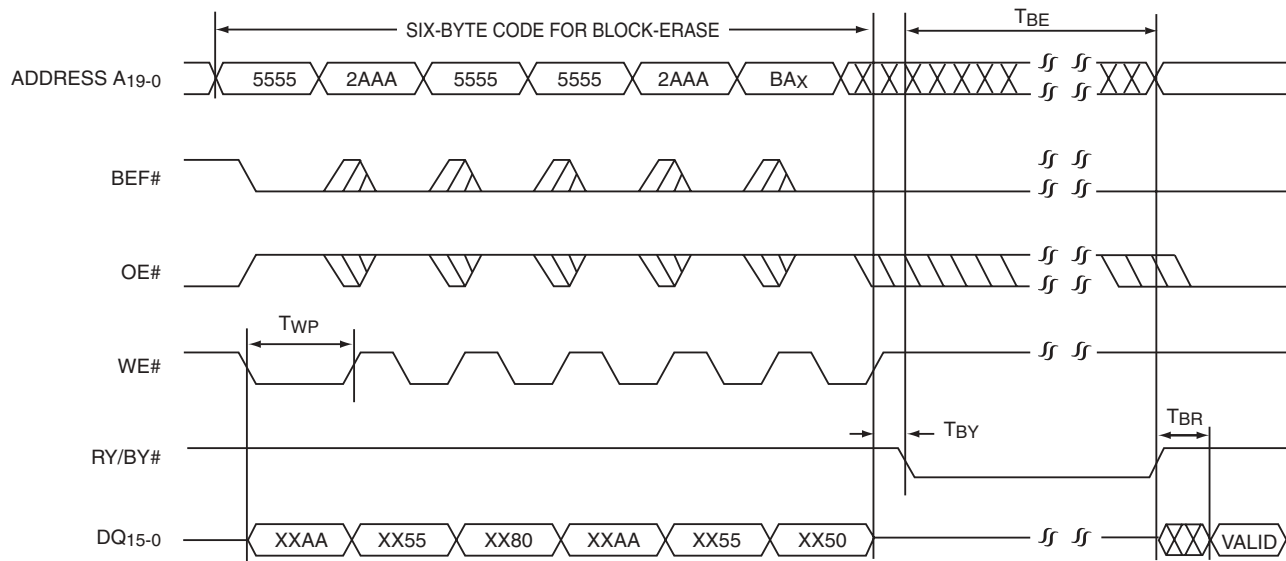 SIX-BYTE CODE FOR BLOCK-ERASE
TBE
ADDRESS A19-0
5555 2AAA 5555 5555 2AAA BAX
BEF#
OE#
TWP
WE#
TBR
TBY
RY/BY#
DQ15-0
XXAA XX55 XX80 XXAA XX55 XX50 VALID